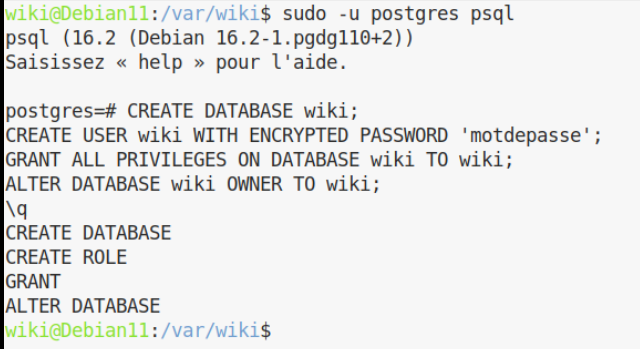 wiki@Debian11:/var/wiki$ sudo -u postgres psql
psql (16.2 (Debian 16.2-1.pgdg110+2))
Saisissez « help » pour l'aide.
postgres=# CREATE DATABASE wiki;
CREATE USER wiki WITH ENCRYPTED PASSWORD 'motdepasse';
GRANT ALL PRIVILEGES ON DATABASE wiki TO wiki;
ALTER DATABASE wiki OWNER TO wiki;
\q
CREATE DATABASE
CREATE ROLE
GRANT
ALTER DATABASE
wiki@Debian11:/var/wiki$